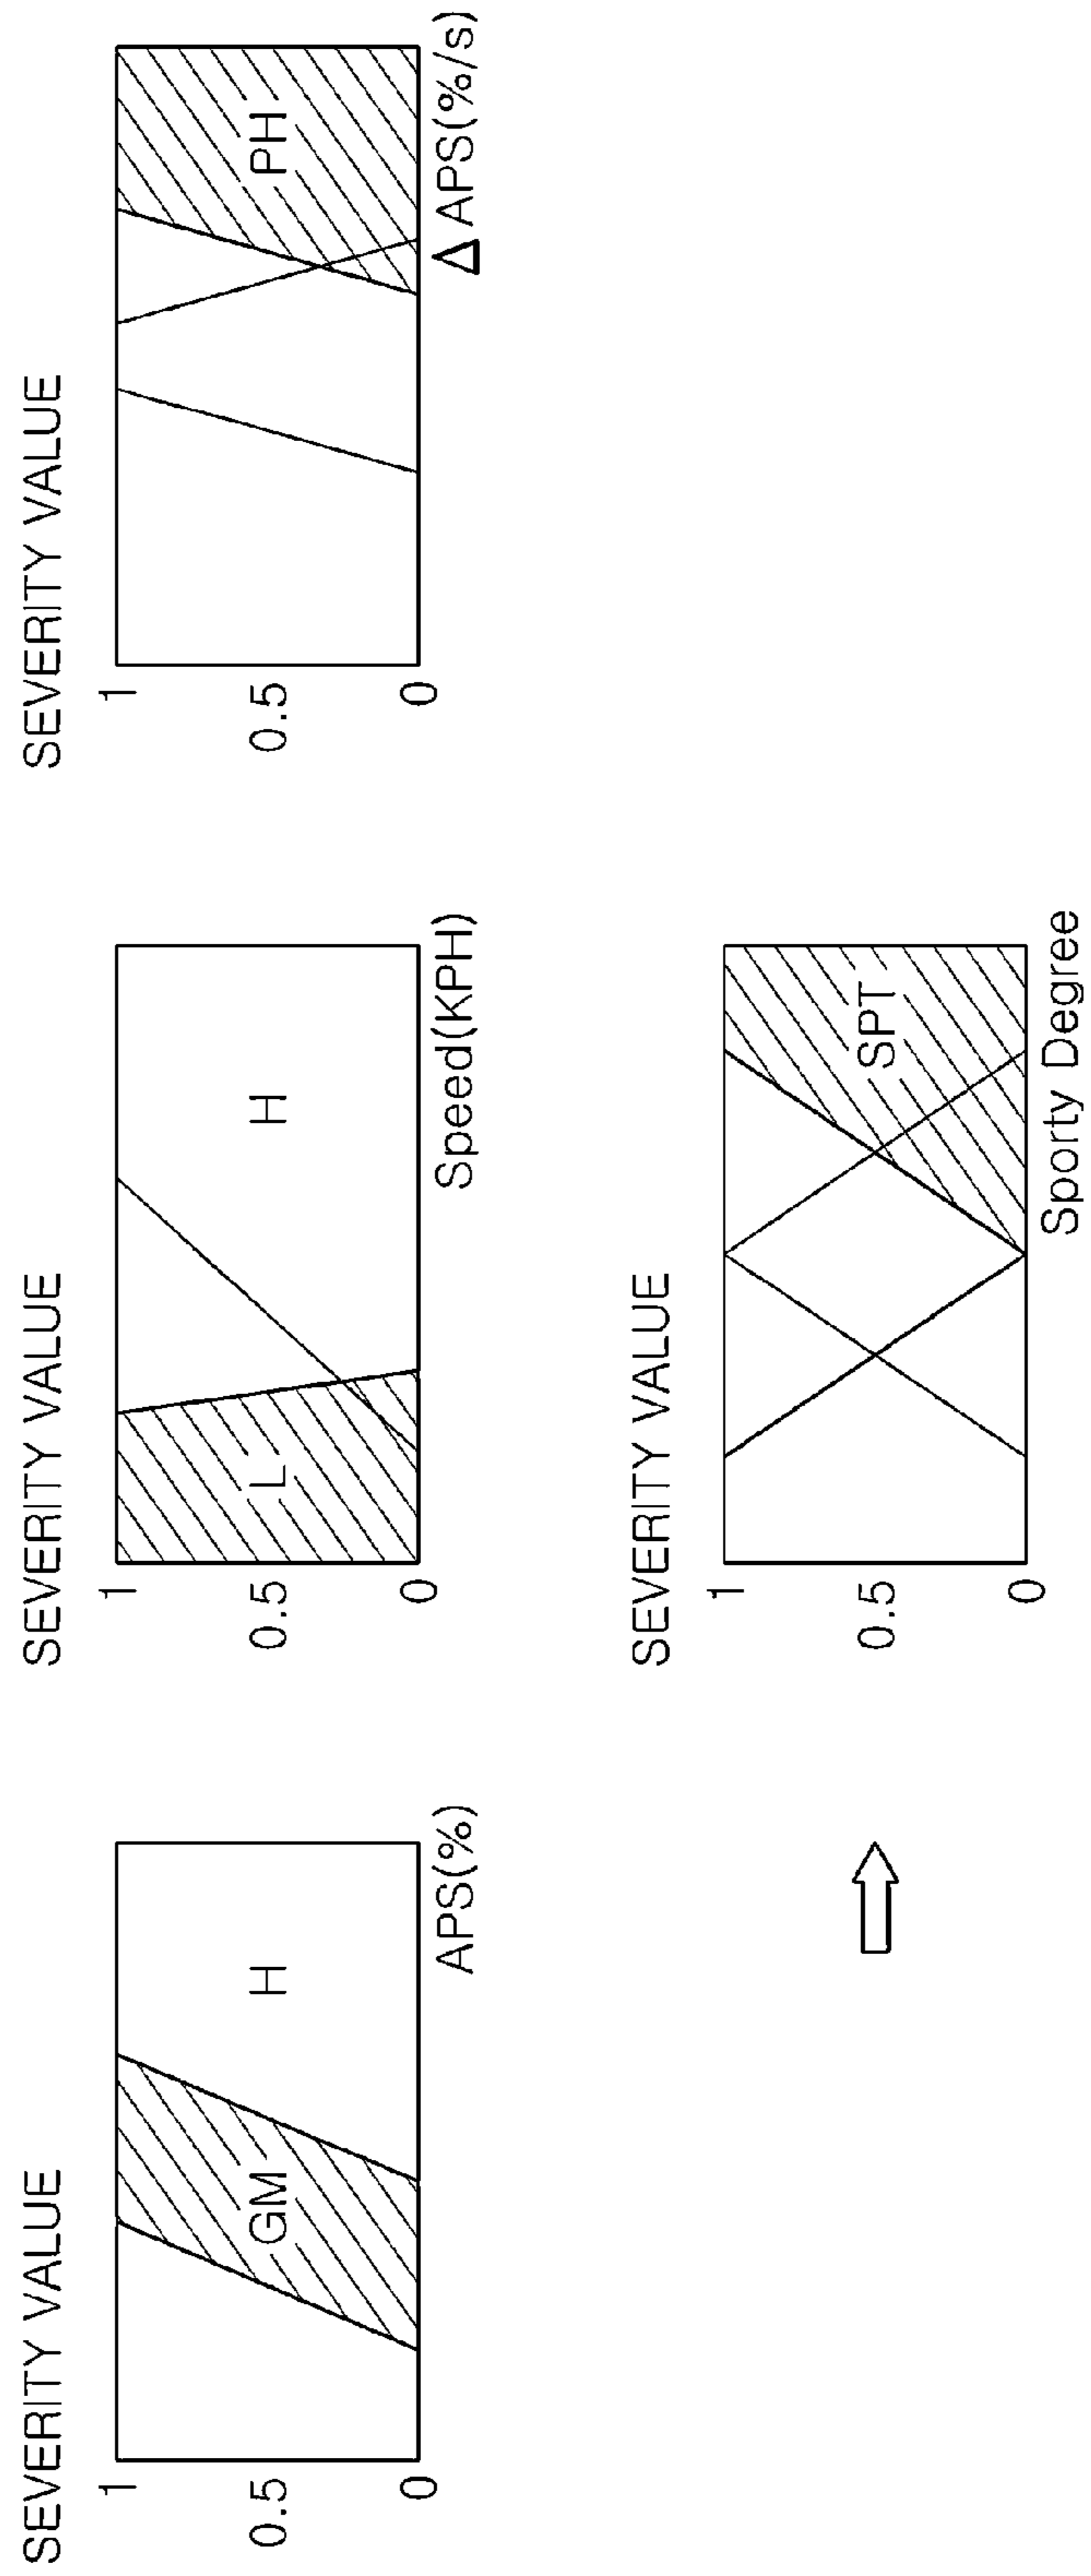 SEVERITY VALUE
1
0.5
0
GM
H
APS(%)
SEVERITY VALUE
1
0.5
0
L
H
Speed(KPH)
SEVERITY VALUE
1
0.5
0
PH
Δ APS(%/s)
SEVERITY VALUE
1
0.5
0
SPT
Sporty Degree